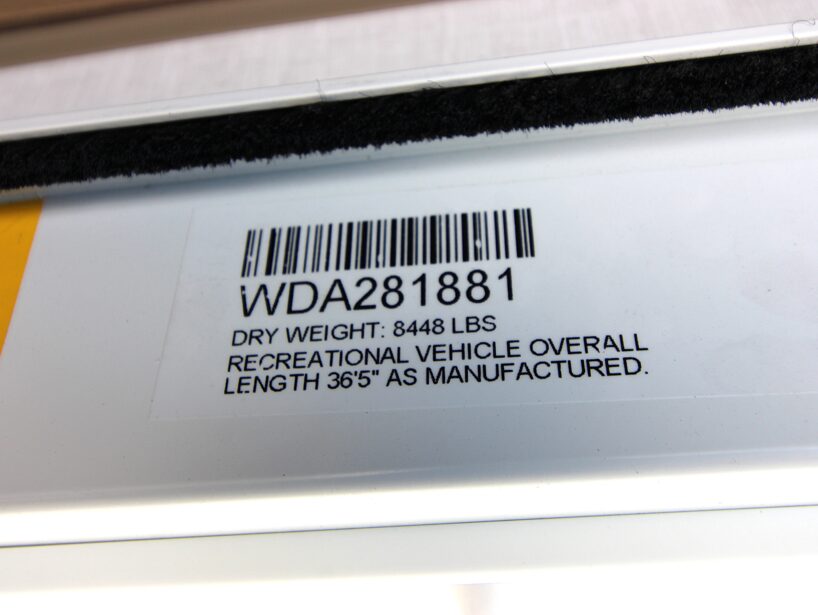 WDA281881
DRY WEIGHT: 8448 LBS
RECREATIONAL VEHICLE OVERALL
LENGTH 36'5" AS MANUFACTURED.